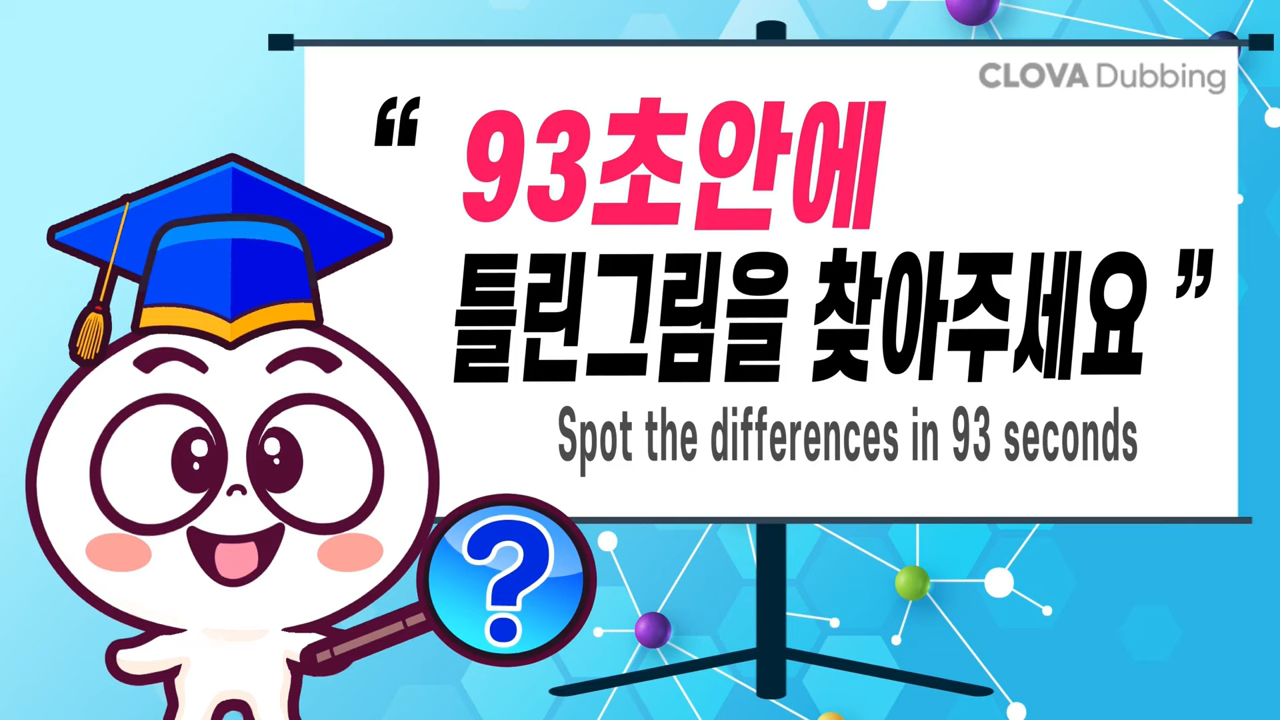 CLOVA Dubbing
“ 93초안에
틀린그림을 찾아주세요 ”
Spot the differences in 93 seconds
?